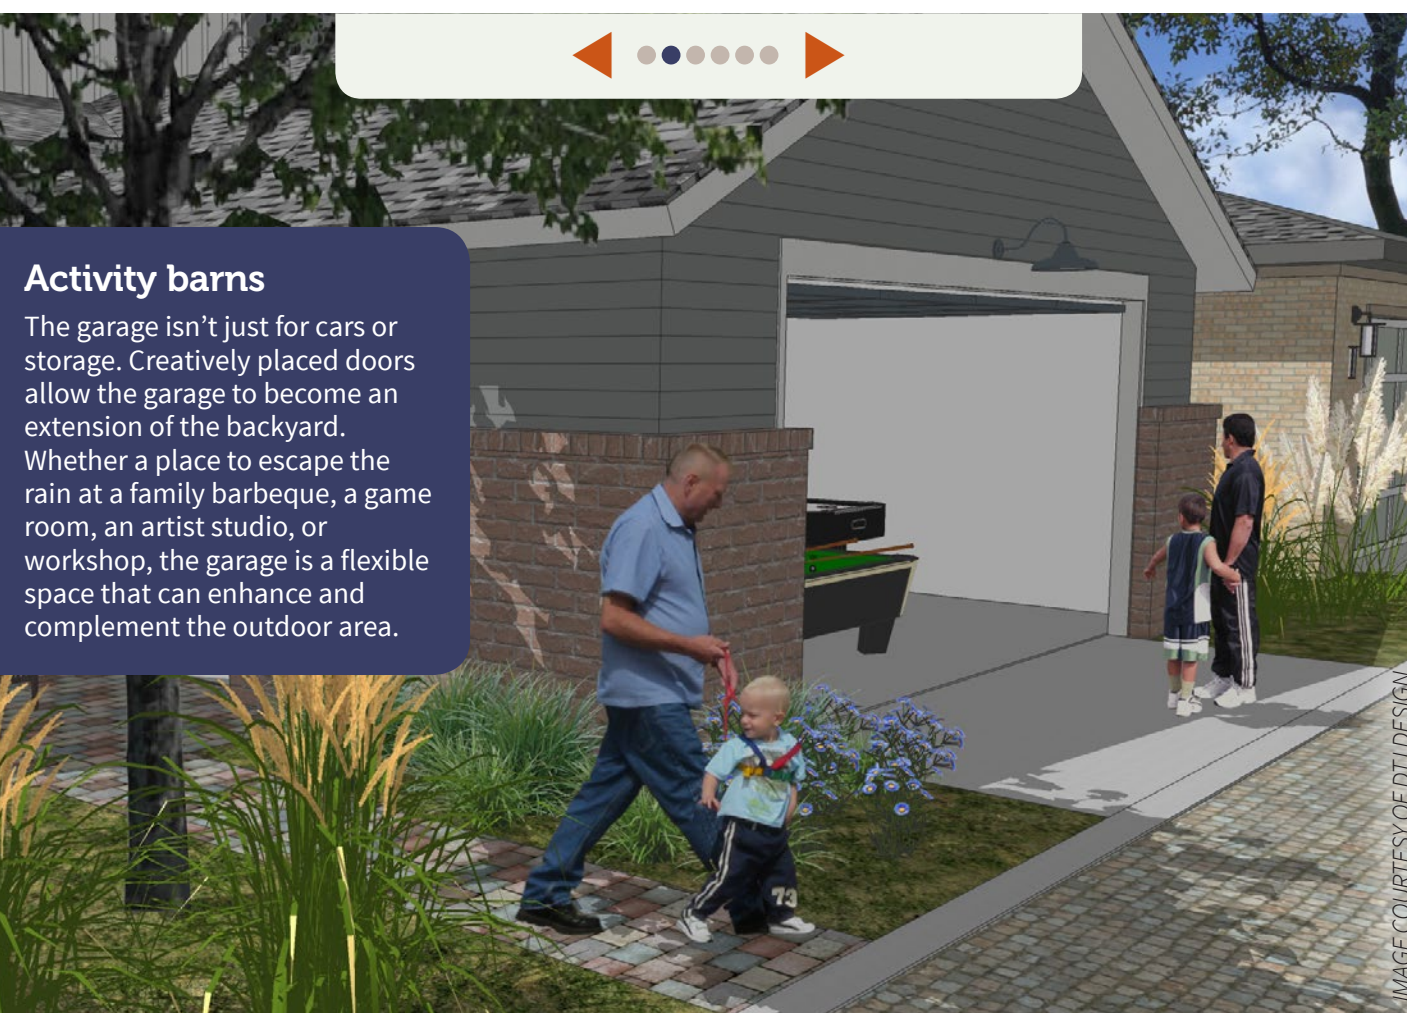 Activity barns
The garage isn’t just for cars or
storage. Creatively placed doors
allow the garage to become an
extension of the backyard.
Whether a place to escape the
rain at a family barbeque, a game
room, an artist studio, or
workshop, the garage is a flexible
space that can enhance and
complement the outdoor area.
73
IMAGE COURTESY OF DTJ DESIGN